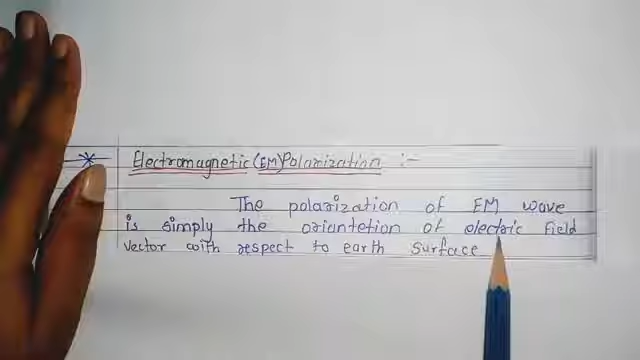 * Electromagnetic (EM) Polarization :-
The polarization of EM wave
is simply the oriantetion of electric field
vector with respect to earth surface